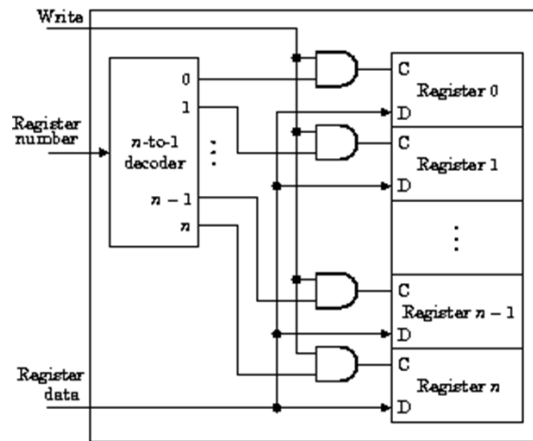 Write
0
C
Register 0
1
D
Register
number
n-to-1
decoder
C
Register 1
D
n – 1
n
C
Register n – 1
D
Register
data
C
Register n
D